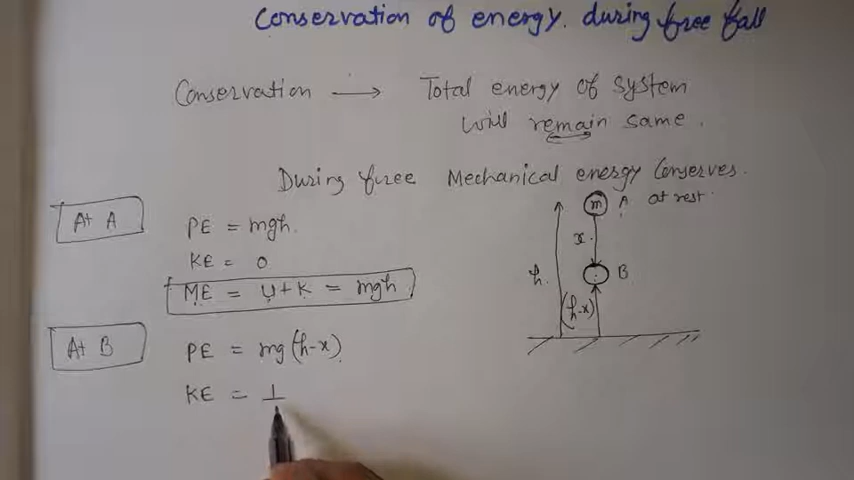 Conservation of energy. during free fall
Conservation → Total energy of System
will remain same.
During free Mechanical energy Conserves.
At A
PE = mgh.
KE = 0
ME = U+K = mgh
At B
PE = mg(h-x).
KE = 1
m A at rest.
x.
h.
B
(h-x)